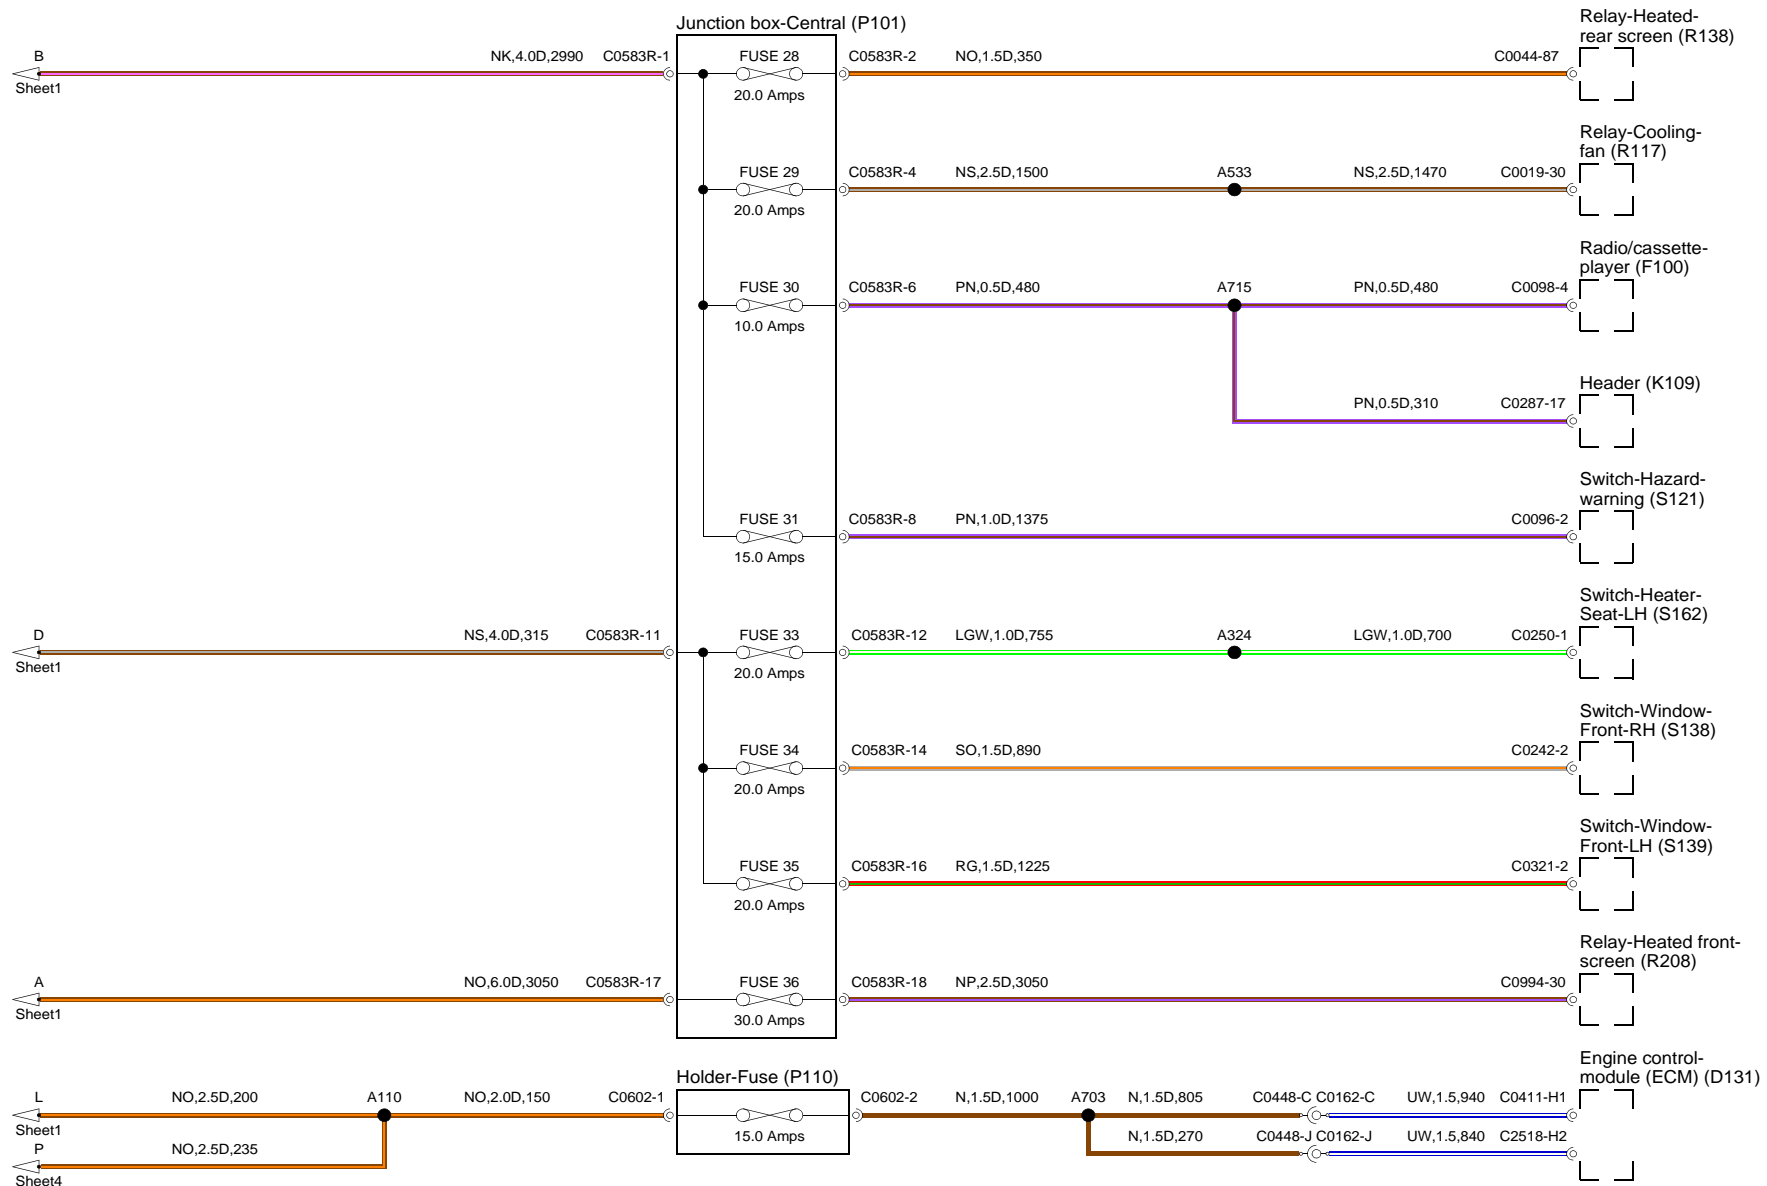 Junction box-Central (P101)
Relay-Heated-
rear screen (R138)
B
NK,4.0D,2990
C0583R-1
FUSE 28
C0583R-2
NO,1.5D,350
C0044-87
Sheet1
20.0 Amps
Relay-Cooling-
fan (R117)
FUSE 29
C0583R-4
NS,2.5D,1500
A533
NS,2.5D,1470
C0019-30
20.0 Amps
Radio/cassette-
player (F100)
FUSE 30
C0583R-6
PN,0.5D,480
A715
PN,0.5D,480
C0098-4
10.0 Amps
Header (K109)
PN,0.5D,310
C0287-17
Switch-Hazard-
warning (S121)
FUSE 31
C0583R-8
PN,1.0D,1375
C0096-2
15.0 Amps
Switch-Heater-
Seat-LH (S162)
D
NS,4.0D,315
C0583R-11
FUSE 33
C0583R-12
LGW,1.0D,755
A324
LGW,1.0D,700
C0250-1
Sheet1
20.0 Amps
Switch-Window-
Front-RH (S138)
FUSE 34
C0583R-14
SO,1.5D,890
C0242-2
20.0 Amps
Switch-Window-
Front-LH (S139)
FUSE 35
C0583R-16
RG,1.5D,1225
C0321-2
20.0 Amps
Relay-Heated front-
screen (R208)
A
NO,6.0D,3050
C0583R-17
FUSE 36
C0583R-18
NP,2.5D,3050
C0994-30
Sheet1
30.0 Amps
Engine control-
module (ECM) (D131)
Holder-Fuse (P110)
L
NO,2.5D,200
A110
NO,2.0D,150
C0602-1
C0602-2
N,1.5D,1000
A703
N,1.5D,805
C0448-C C0162-C
UW,1.5,940
C0411-H1
Sheet1
15.0 Amps
P
NO,2.5D,235
N,1.5D,270
C0448-J C0162-J
UW,1.5,840
C2518-H2
Sheet4